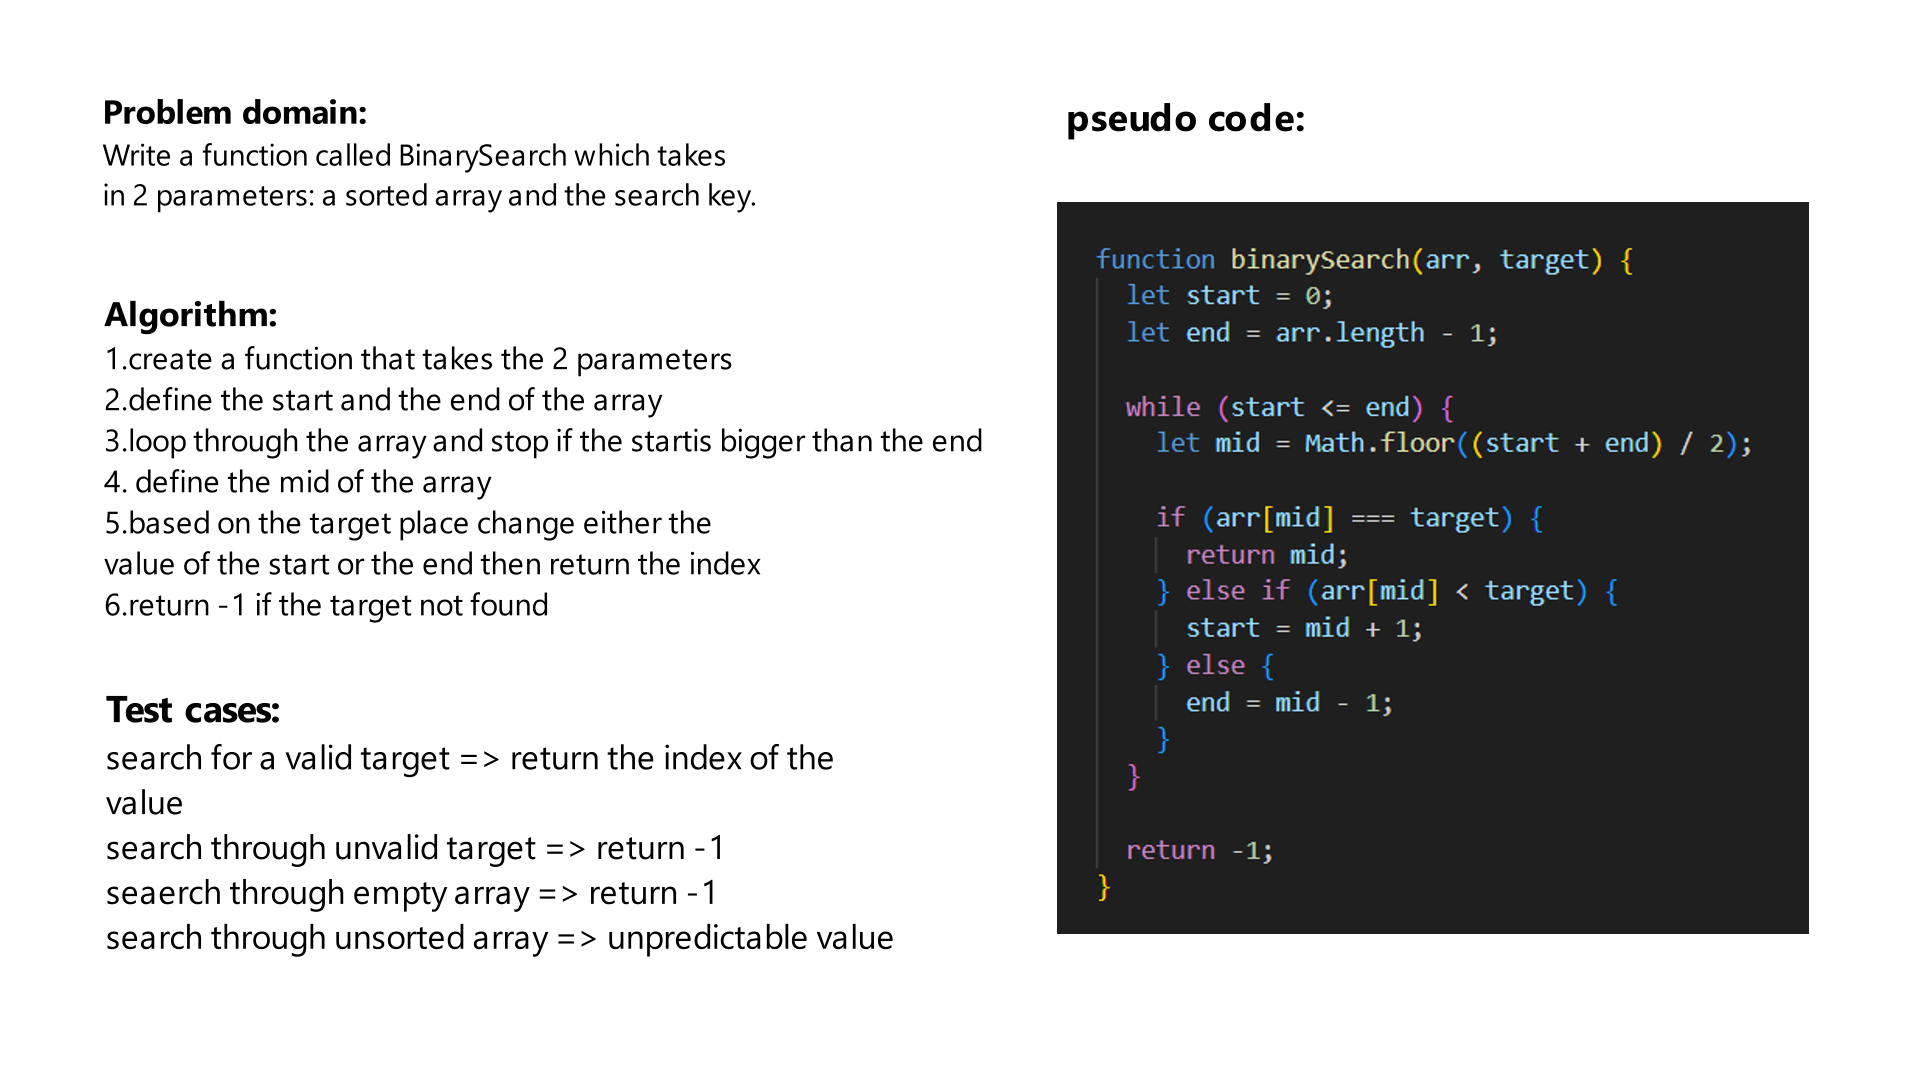 Problem domain:
Write a function called BinarySearch which takes
in 2 parameters: a sorted array and the search key.
Algorithm:
1.create a function that takes the 2 parameters
2.define the start and the end of the array
3.loop through the array and stop if the startis bigger than the end
4. define the mid of the array
5.based on the target place change either the
value of the start or the end then return the index
6.return -1 if the target not found
Test cases:
search for a valid target => return the index of the
value
search through unvalid target => return -1
seaerch through empty array => return -1
search through unsorted array => unpredictable value
pseudo code:
function binarySearch(arr, target) {
let start = 0;
let end = arr.length - 1;
while (start <= end) {
let mid = Math.floor((start + end) / 2);
if (arr[mid] === target) {
return mid;
} else if (arr[mid] < target) {
start = mid + 1;
} else {
end = mid - 1;
}
}
return -1;
}